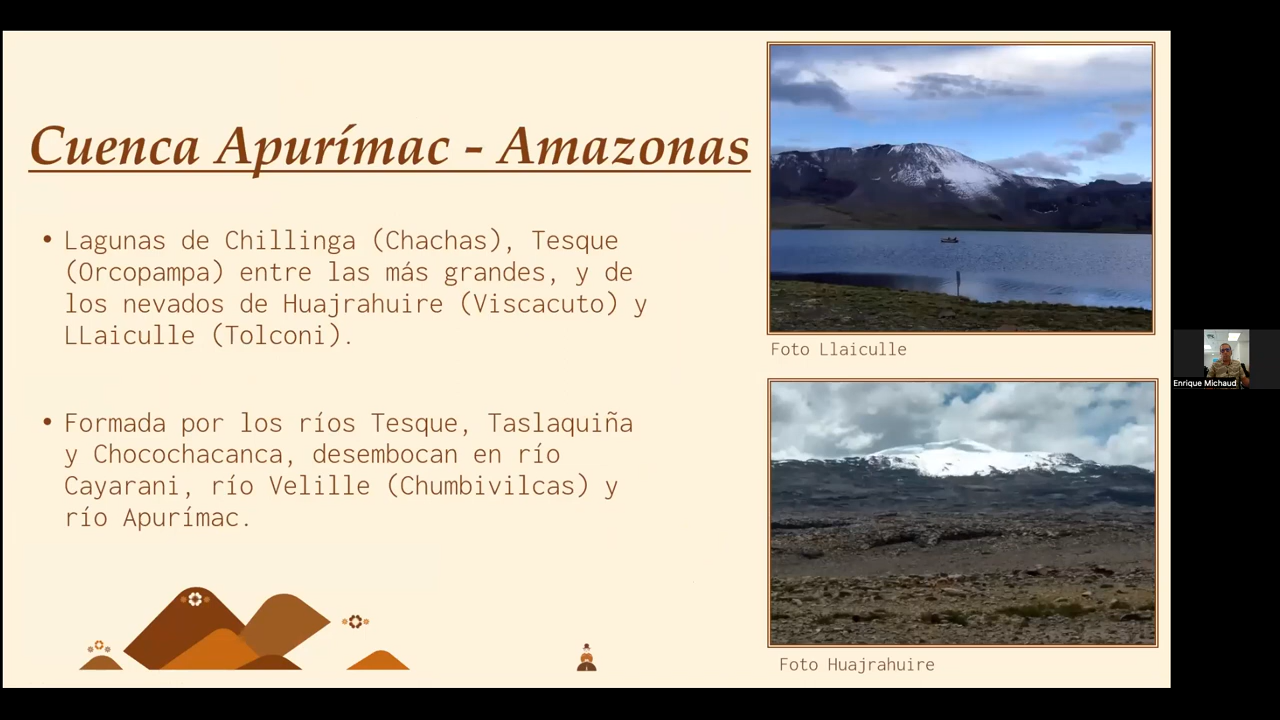 Cuenca Apurímac - Amazonas
• Lagunas de Chillinga (Chachas), Tesque
(Orcopampa) entre las más grandes, y de
los nevados de Huajrahuire (Viscacuto) y
LLaiculle (Tolconi).
• Formada por los ríos Tesque, Taslaquiña
y Chocochacanca, desembocan en río
Cayarani, río Velille (Chumbivilcas) y
río Apurímac.
Foto Llaiculle
Foto Huajrahuire
Enrique Michaud